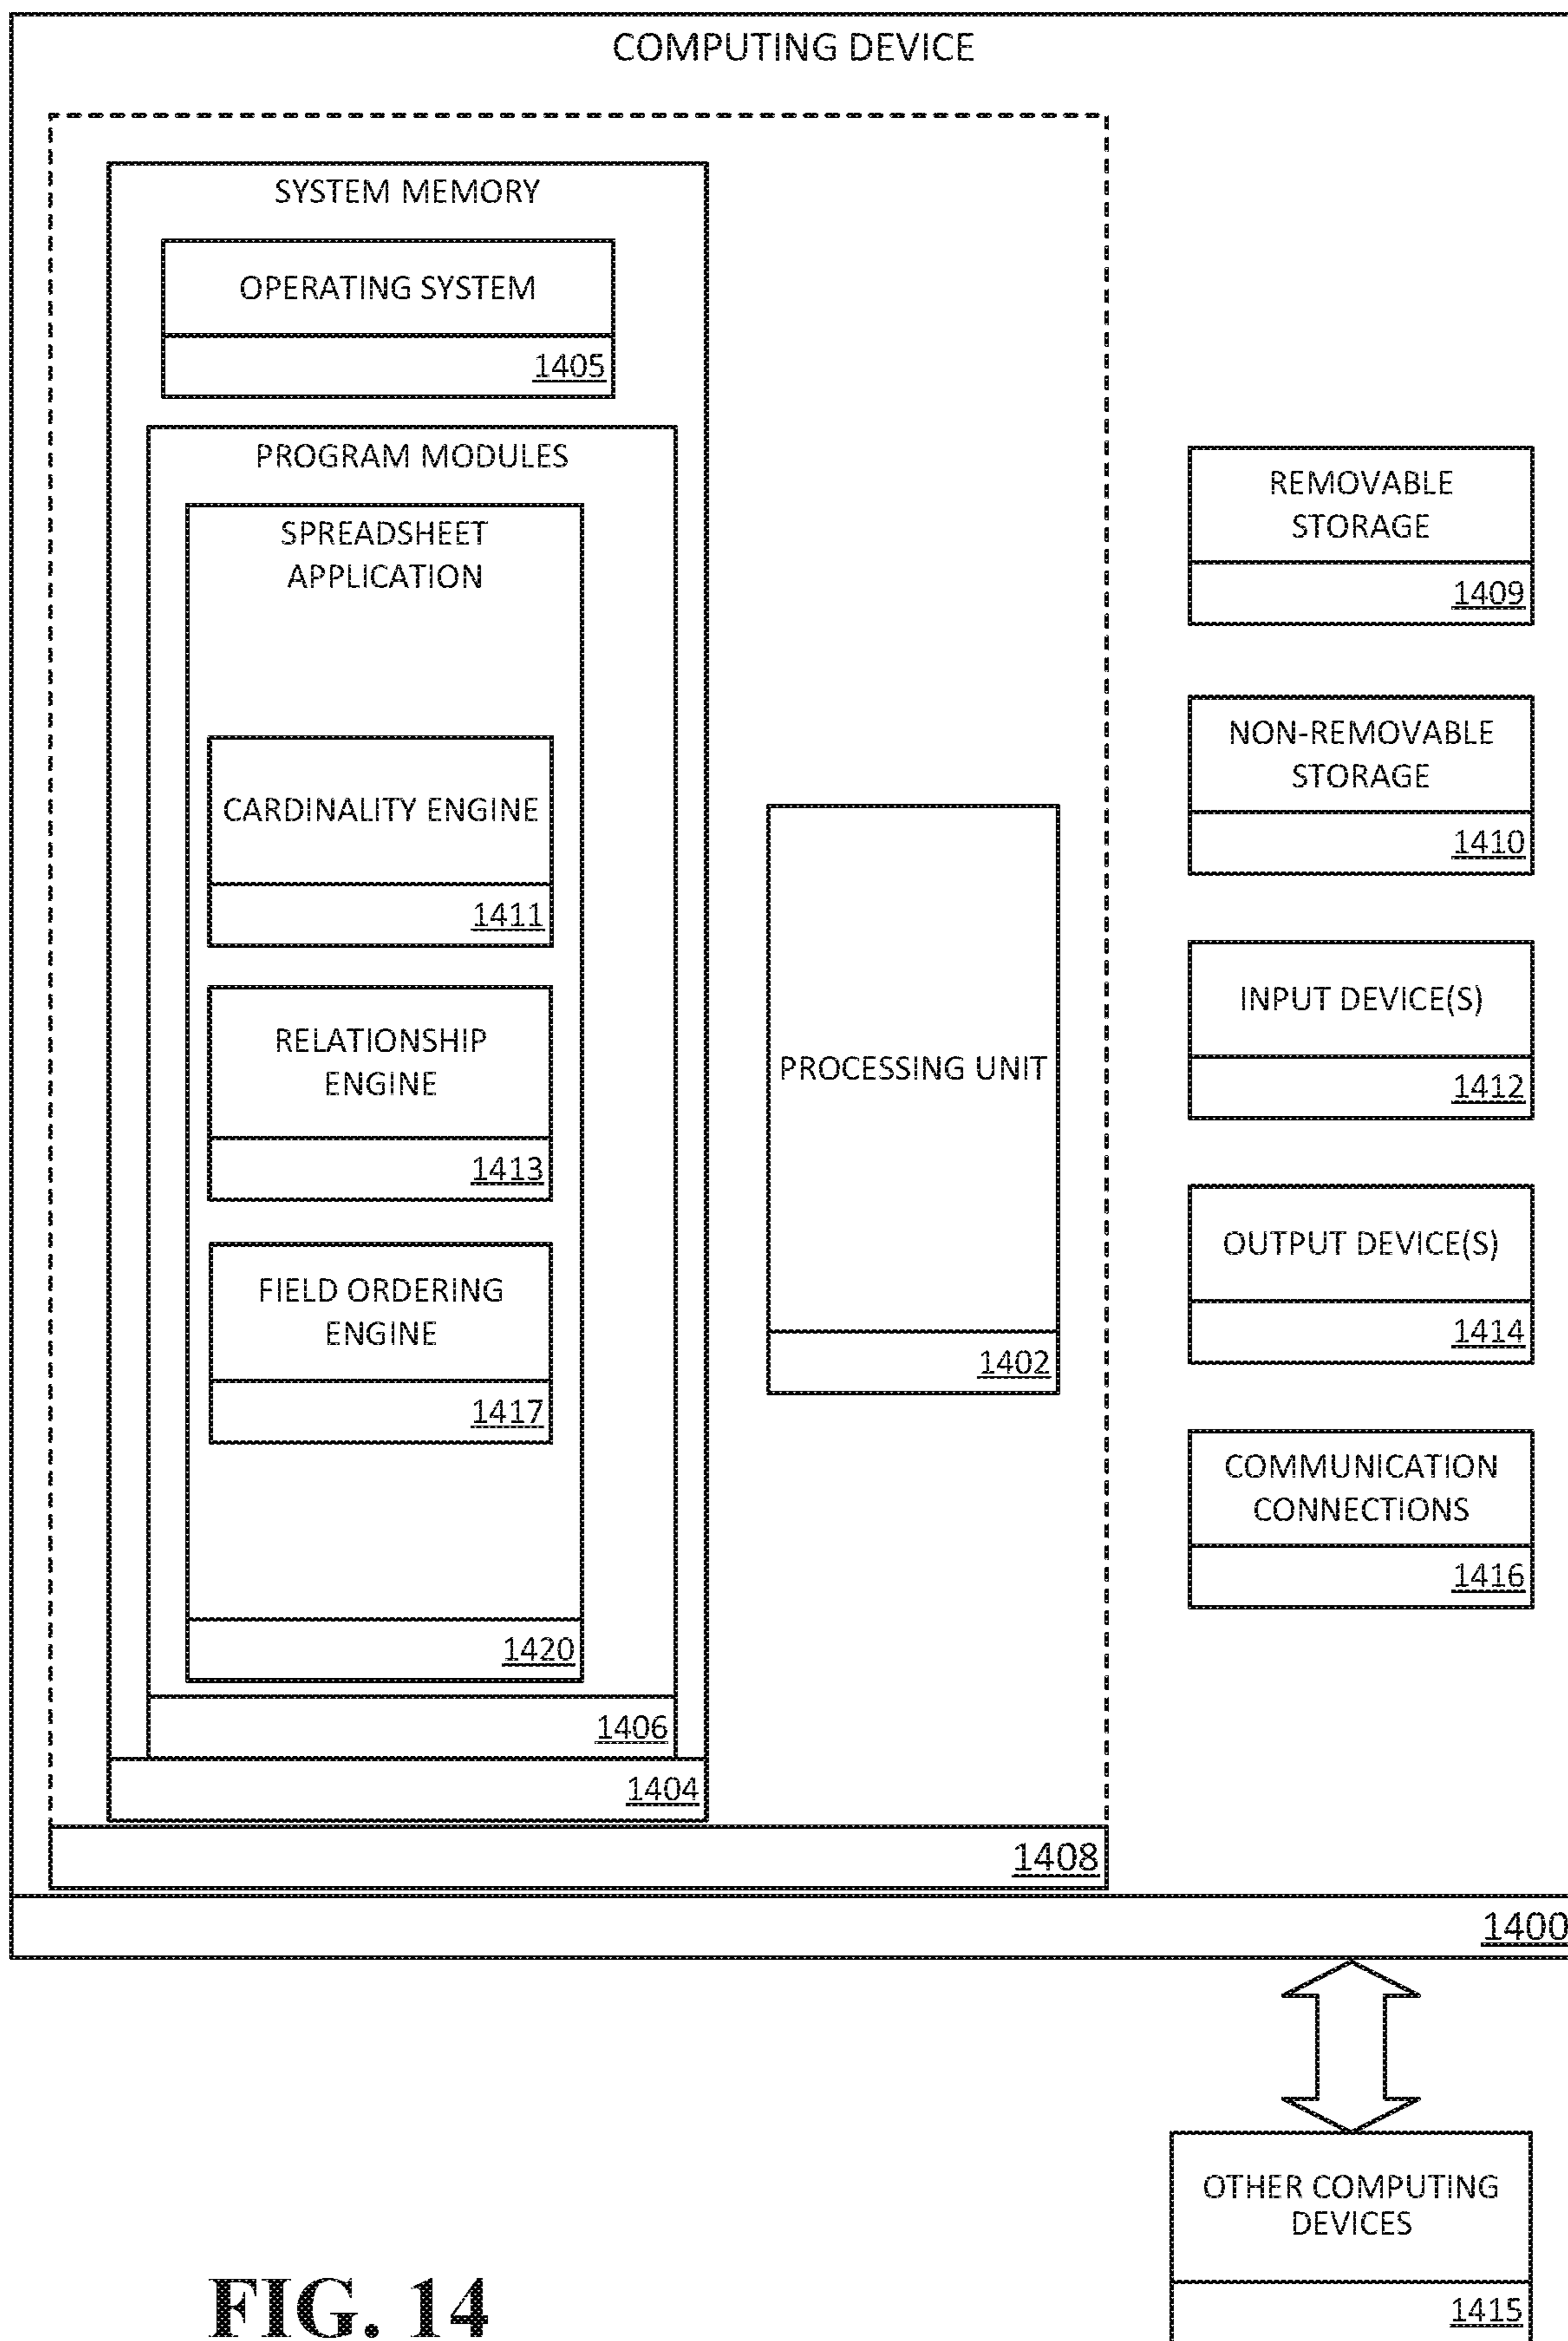 COMPUTING DEVICE
SYSTEM MEMORY
OPERATING SYSTEM
1405
PROGRAM MODULES
SPREADSHEET
APPLICATION
CARDINALITY ENGINE
1411
RELATIONSHIP
ENGINE
1413
FIELD ORDERING
ENGINE
1417
1420
1406
1404
PROCESSING UNIT
1402
1408
REMOVABLE
STORAGE
1409
NON-REMOVABLE
STORAGE
1410
INPUT DEVICE(S)
1412
OUTPUT DEVICE(S)
1414
COMMUNICATION
CONNECTIONS
1416
1400
OTHER COMPUTING
DEVICES
1415
FIG. 14